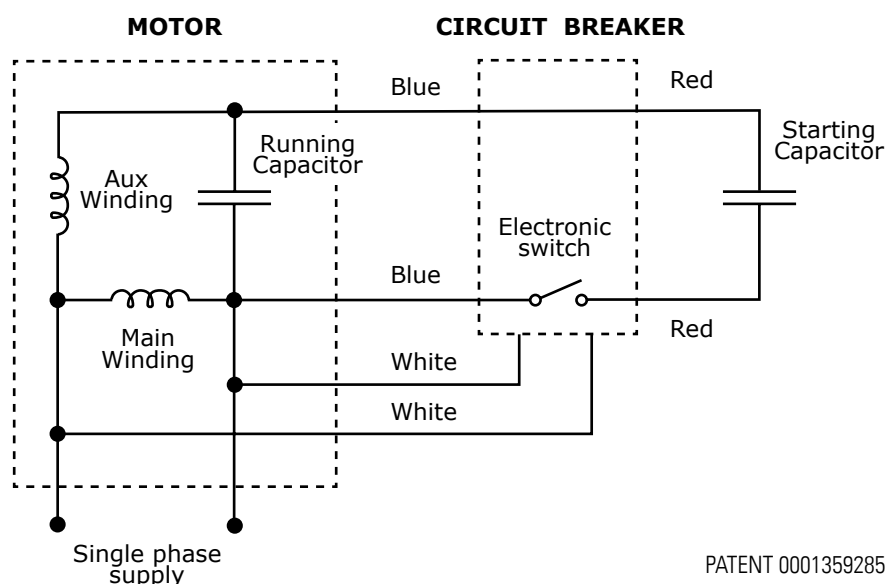 MOTOR
CIRCUIT BREAKER
Blue
Red
Running
Capacitor
Starting
Capacitor
Aux
Winding
Electronic
switch
Blue
Main
Winding
Red
White
White
Single phase
supply
PATENT 0001359285